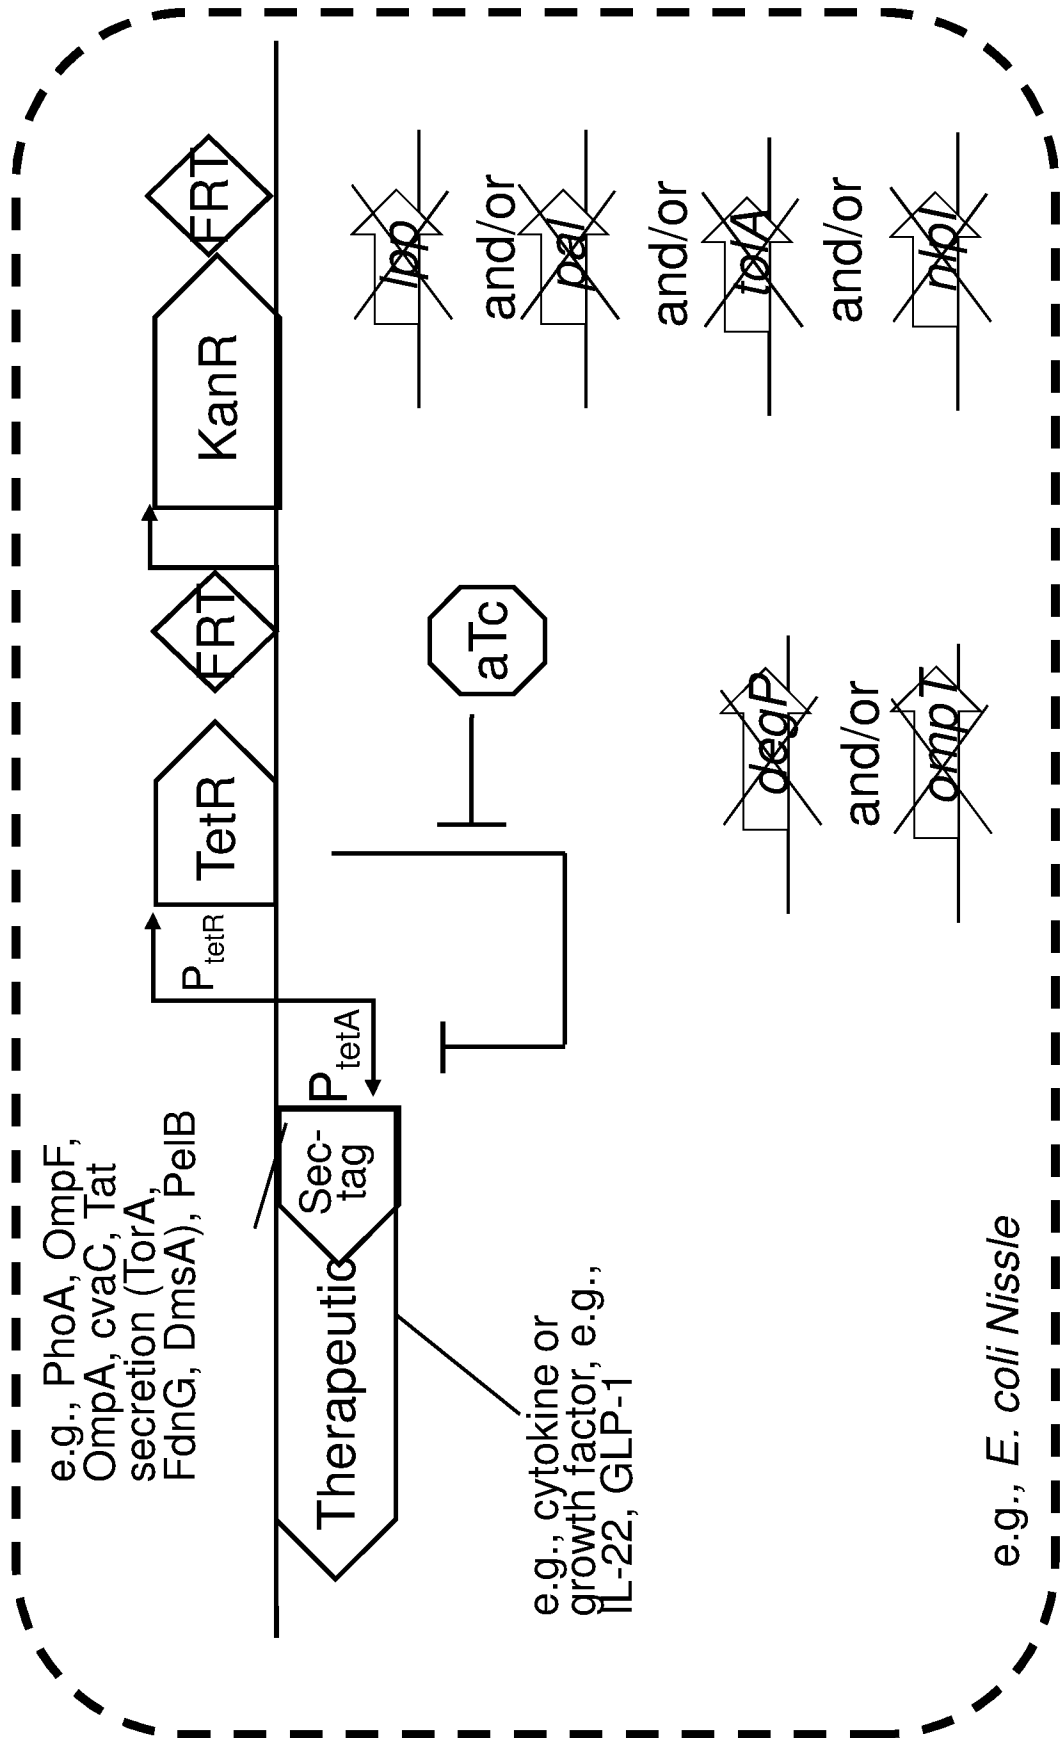 e.g., PhoA, OmpF,
OmpA, cvaC, Tat
secretion (TorA,
FdnG, DmsA), PelB
P tetR
TetR
FRT
KanR
FRT
Therapeutic
Sec-
tag
P tetA
aTc
e.g., cytokine or
growth factor, e.g.,
IL-22, GLP-1
lpp
and/or
pal
and/or
tolA
and/or
nlpI
degP
and/or
ompT
e.g., E. coli Nissle